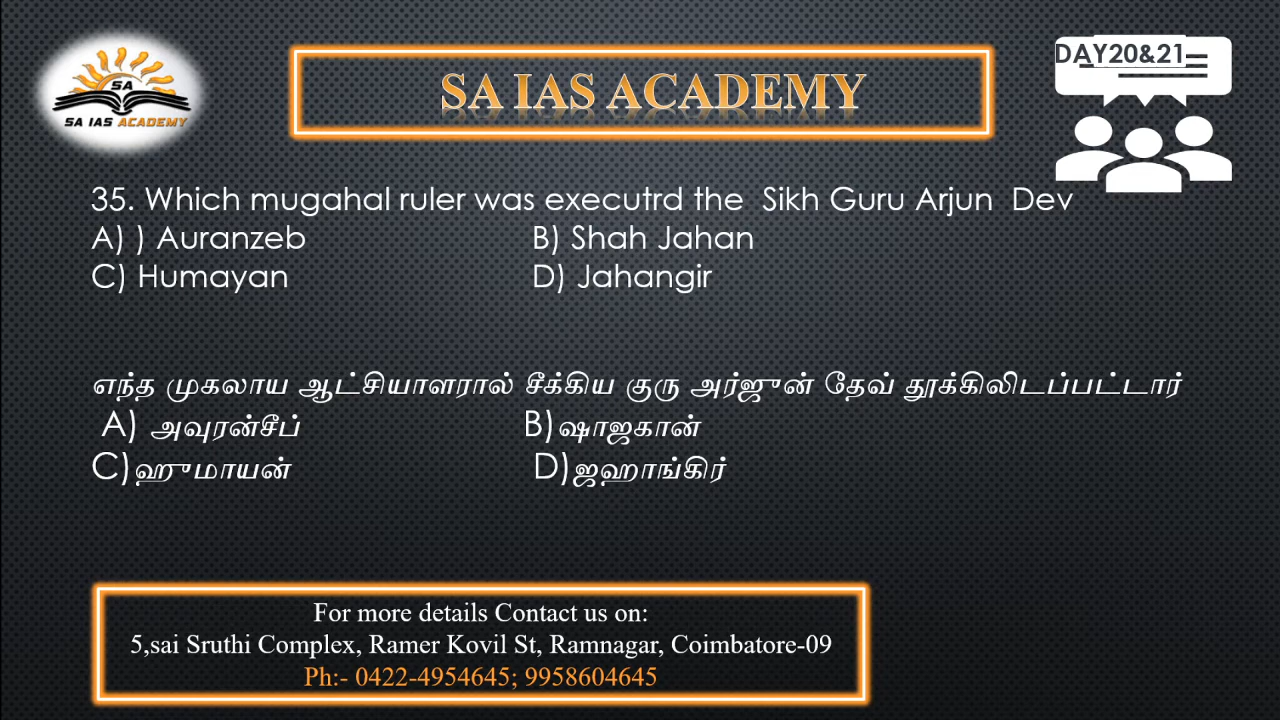 SA
SA IAS ACADEMY
SA IAS ACADEMY
DAY20&21
35. Which mugahal ruler was executrd the Sikh Guru Arjun Dev
A) ) Auranzeb B) Shah Jahan
C) Humayan D) Jahangir
எந்த முகலாய ஆட்சியாளரால் சீக்கிய குரு அர்ஜுன் தேவ் தூக்கிலிடப்பட்டார்
A) அவுரன்சீப் B)ஷாஜகான்
C)ஹுமாயன் D)ஜஹாங்கிர்
For more details Contact us on:
5,sai Sruthi Complex, Ramer Kovil St, Ramnagar, Coimbatore-09
Ph:- 0422-4954645; 9958604645